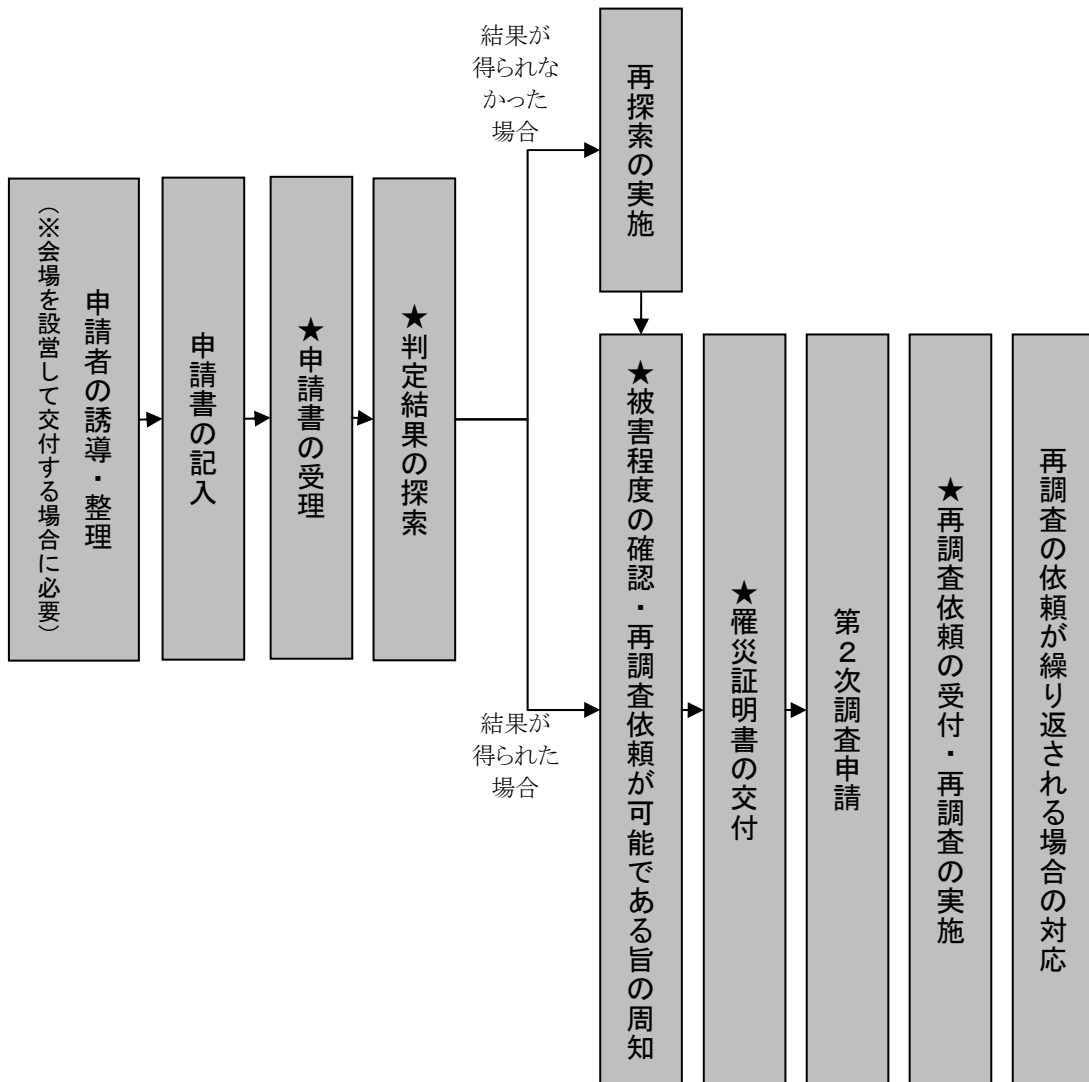 （※会場を設営して交付する場合に必要）
申請者の誘導・整理
申請書の記入
★申請書の受理
★判定結果の探索
結果が
得られな
かった
場合
再探索の実施
結果が
得られた
場合
★被害程度の確認・再調査依頼が可能である旨の周知
★罹災証明書の交付
第２次調査申請
★再調査依頼の受付・再調査の実施
再調査の依頼が繰り返される場合の対応